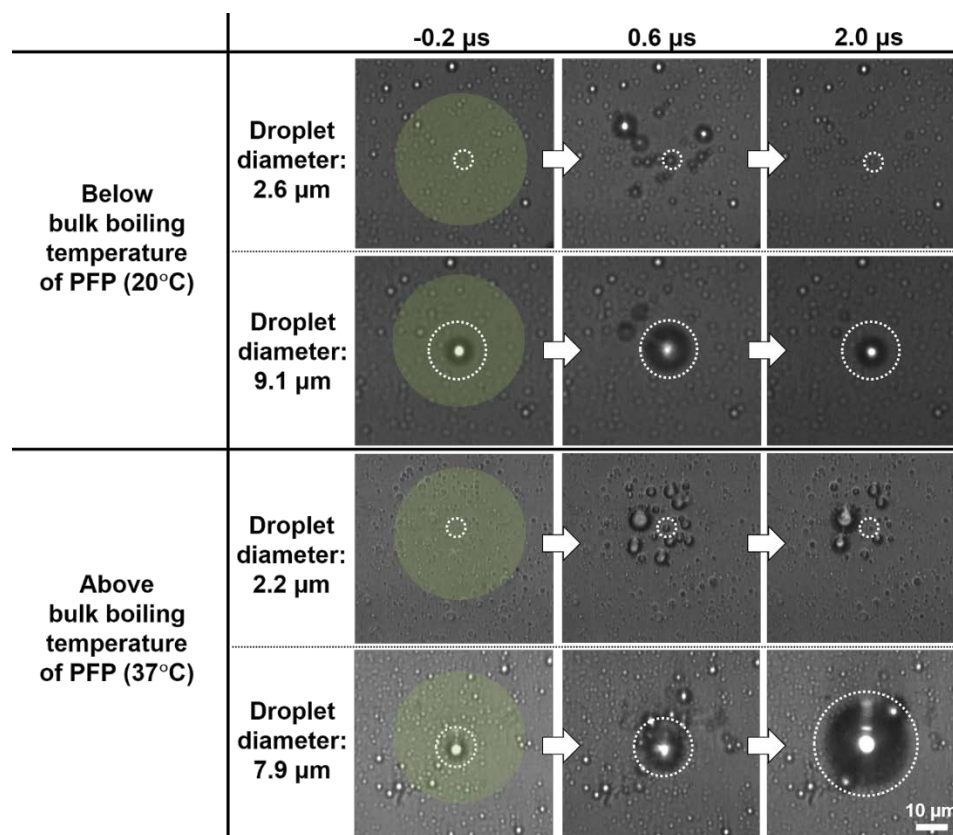 -0.2 µs 0.6 µs 2.0 µs
Below
bulk boiling
temperature
of PFP (20°C)
Droplet
diameter:
2.6 µm
Droplet
diameter:
9.1 µm
Above
bulk boiling
temperature
of PFP (37°C)
Droplet
diameter:
2.2 µm
Droplet
diameter:
7.9 µm
10 µm